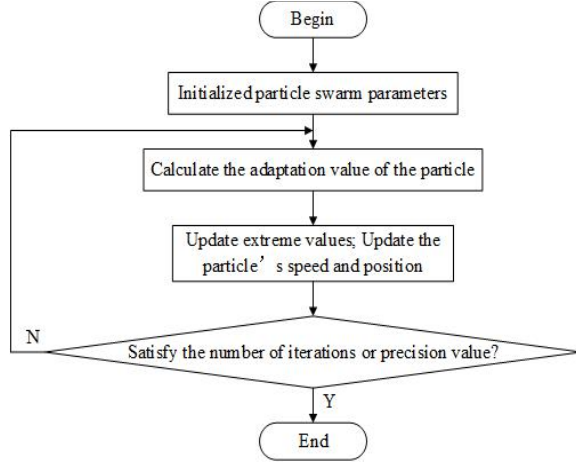 Begin
Initialized particle swarm parameters
Calculate the adaptation value of the particle
Update extreme values; Update the
particle’s speed and position
N
Satisfy the number of iterations or precision value?
Y
End